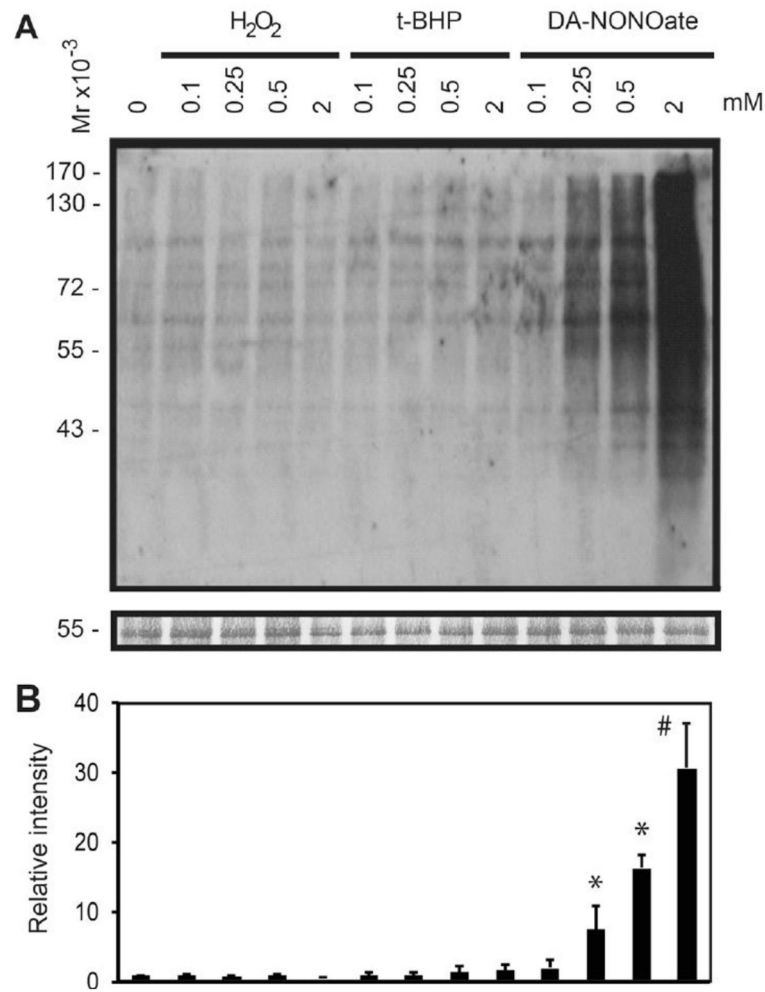 A
H2O2 t-BHP DA-NONOate
Mr x10-3 0 0.1 0.25 0.5 2 0.1 0.25 0.5 2 0.1 0.25 0.5 2 mM
170 -
130 -
72 -
55 -
43 -
55 -
B
Relative intensity
40
30
20
10
0
* * #